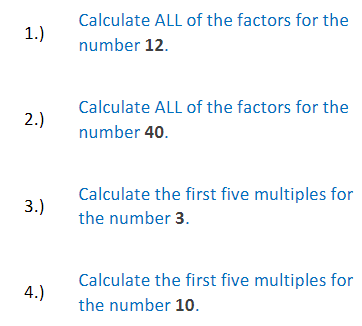 1.) Calculate ALL of the factors for the
number 12.
2.) Calculate ALL of the factors for the
number 40.
3.) Calculate the first five multiples for
the number 3.
4.) Calculate the first five multiples for
the number 10.